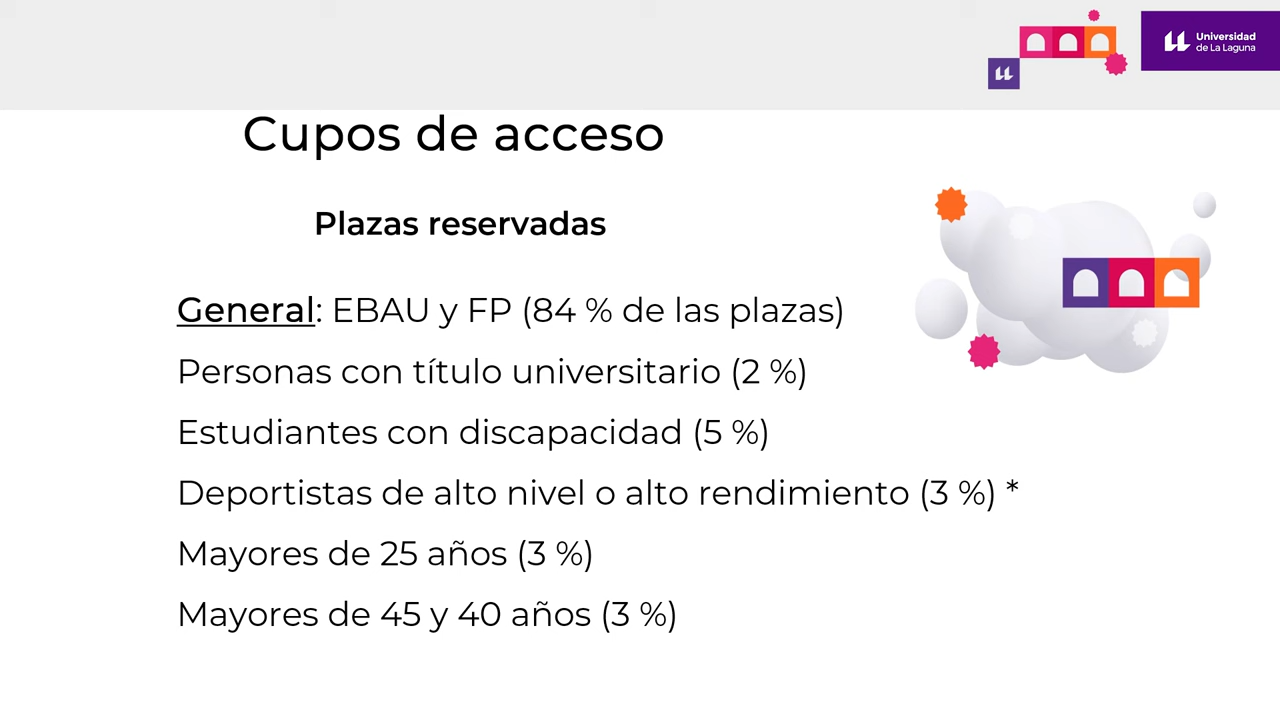 Universidad
de La Laguna
Cupos de acceso
Plazas reservadas
General: EBAU y FP (84 % de las plazas)
Personas con título universitario (2 %)
Estudiantes con discapacidad (5 %)
Deportistas de alto nivel o alto rendimiento (3 %) *
Mayores de 25 años (3 %)
Mayores de 45 y 40 años (3 %)